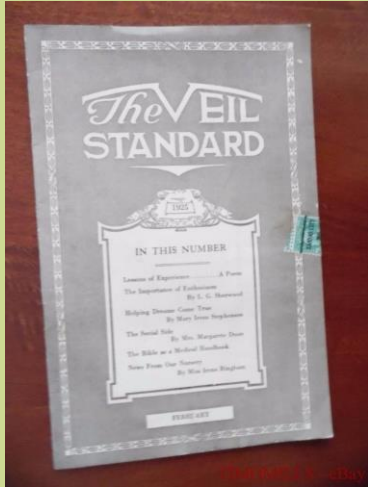 The VEIL
STANDARD
1925
IN THIS NUMBER
Lessons of Experience ........ A Poem
The Importance of Enthusiasm
By L. G. Sherwood
Helping Dreams Come True
By Mary Irene Stephenson
The Social Side
By Mrs. Marguerite Dean
The Bible as a Medical Handbook
News From Our Nursery
By Miss Irene Bingham
FEBRUARY